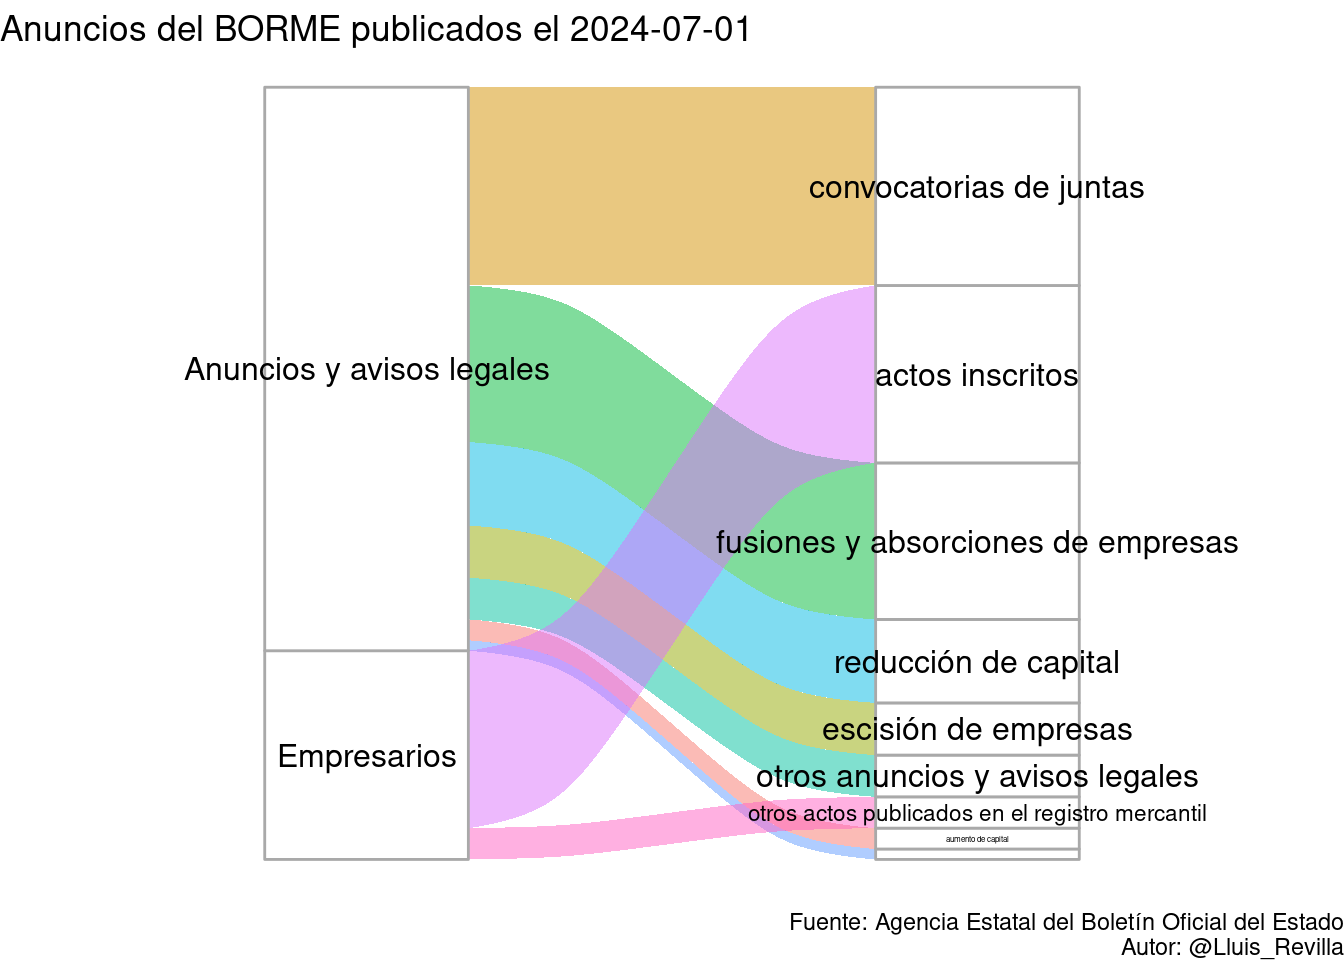 Anuncios del BORME publicados el 2024-07-01
convocatorias de juntas
Anuncios y avisos legales
actos inscritos
fusiones y absorciones de empresas
reducción de capital
escisión de empresas
Empresarios
otros anuncios y avisos legales
otros actos publicados en el registro mercantil
aumento de capital
Fuente: Agencia Estatal del Boletín Oficial del Estado
Autor: @Lluis_Revilla